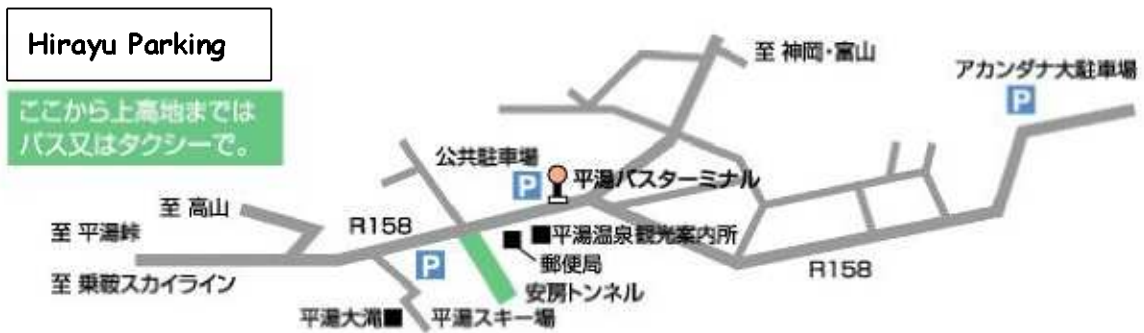 Hirayu Parking
ここから上高地までは
バス又はタクシーで。
至 神岡・富山
アカンダナ大駐車場
P
公共駐車場
P
平湯バスターミナル
至 高山
R158
至 平湯峠
平湯温泉観光案内所
郵便局
P
R158
至 乗鞍スカイライン
安房トンネル
平湯大滝
平湯スキー場